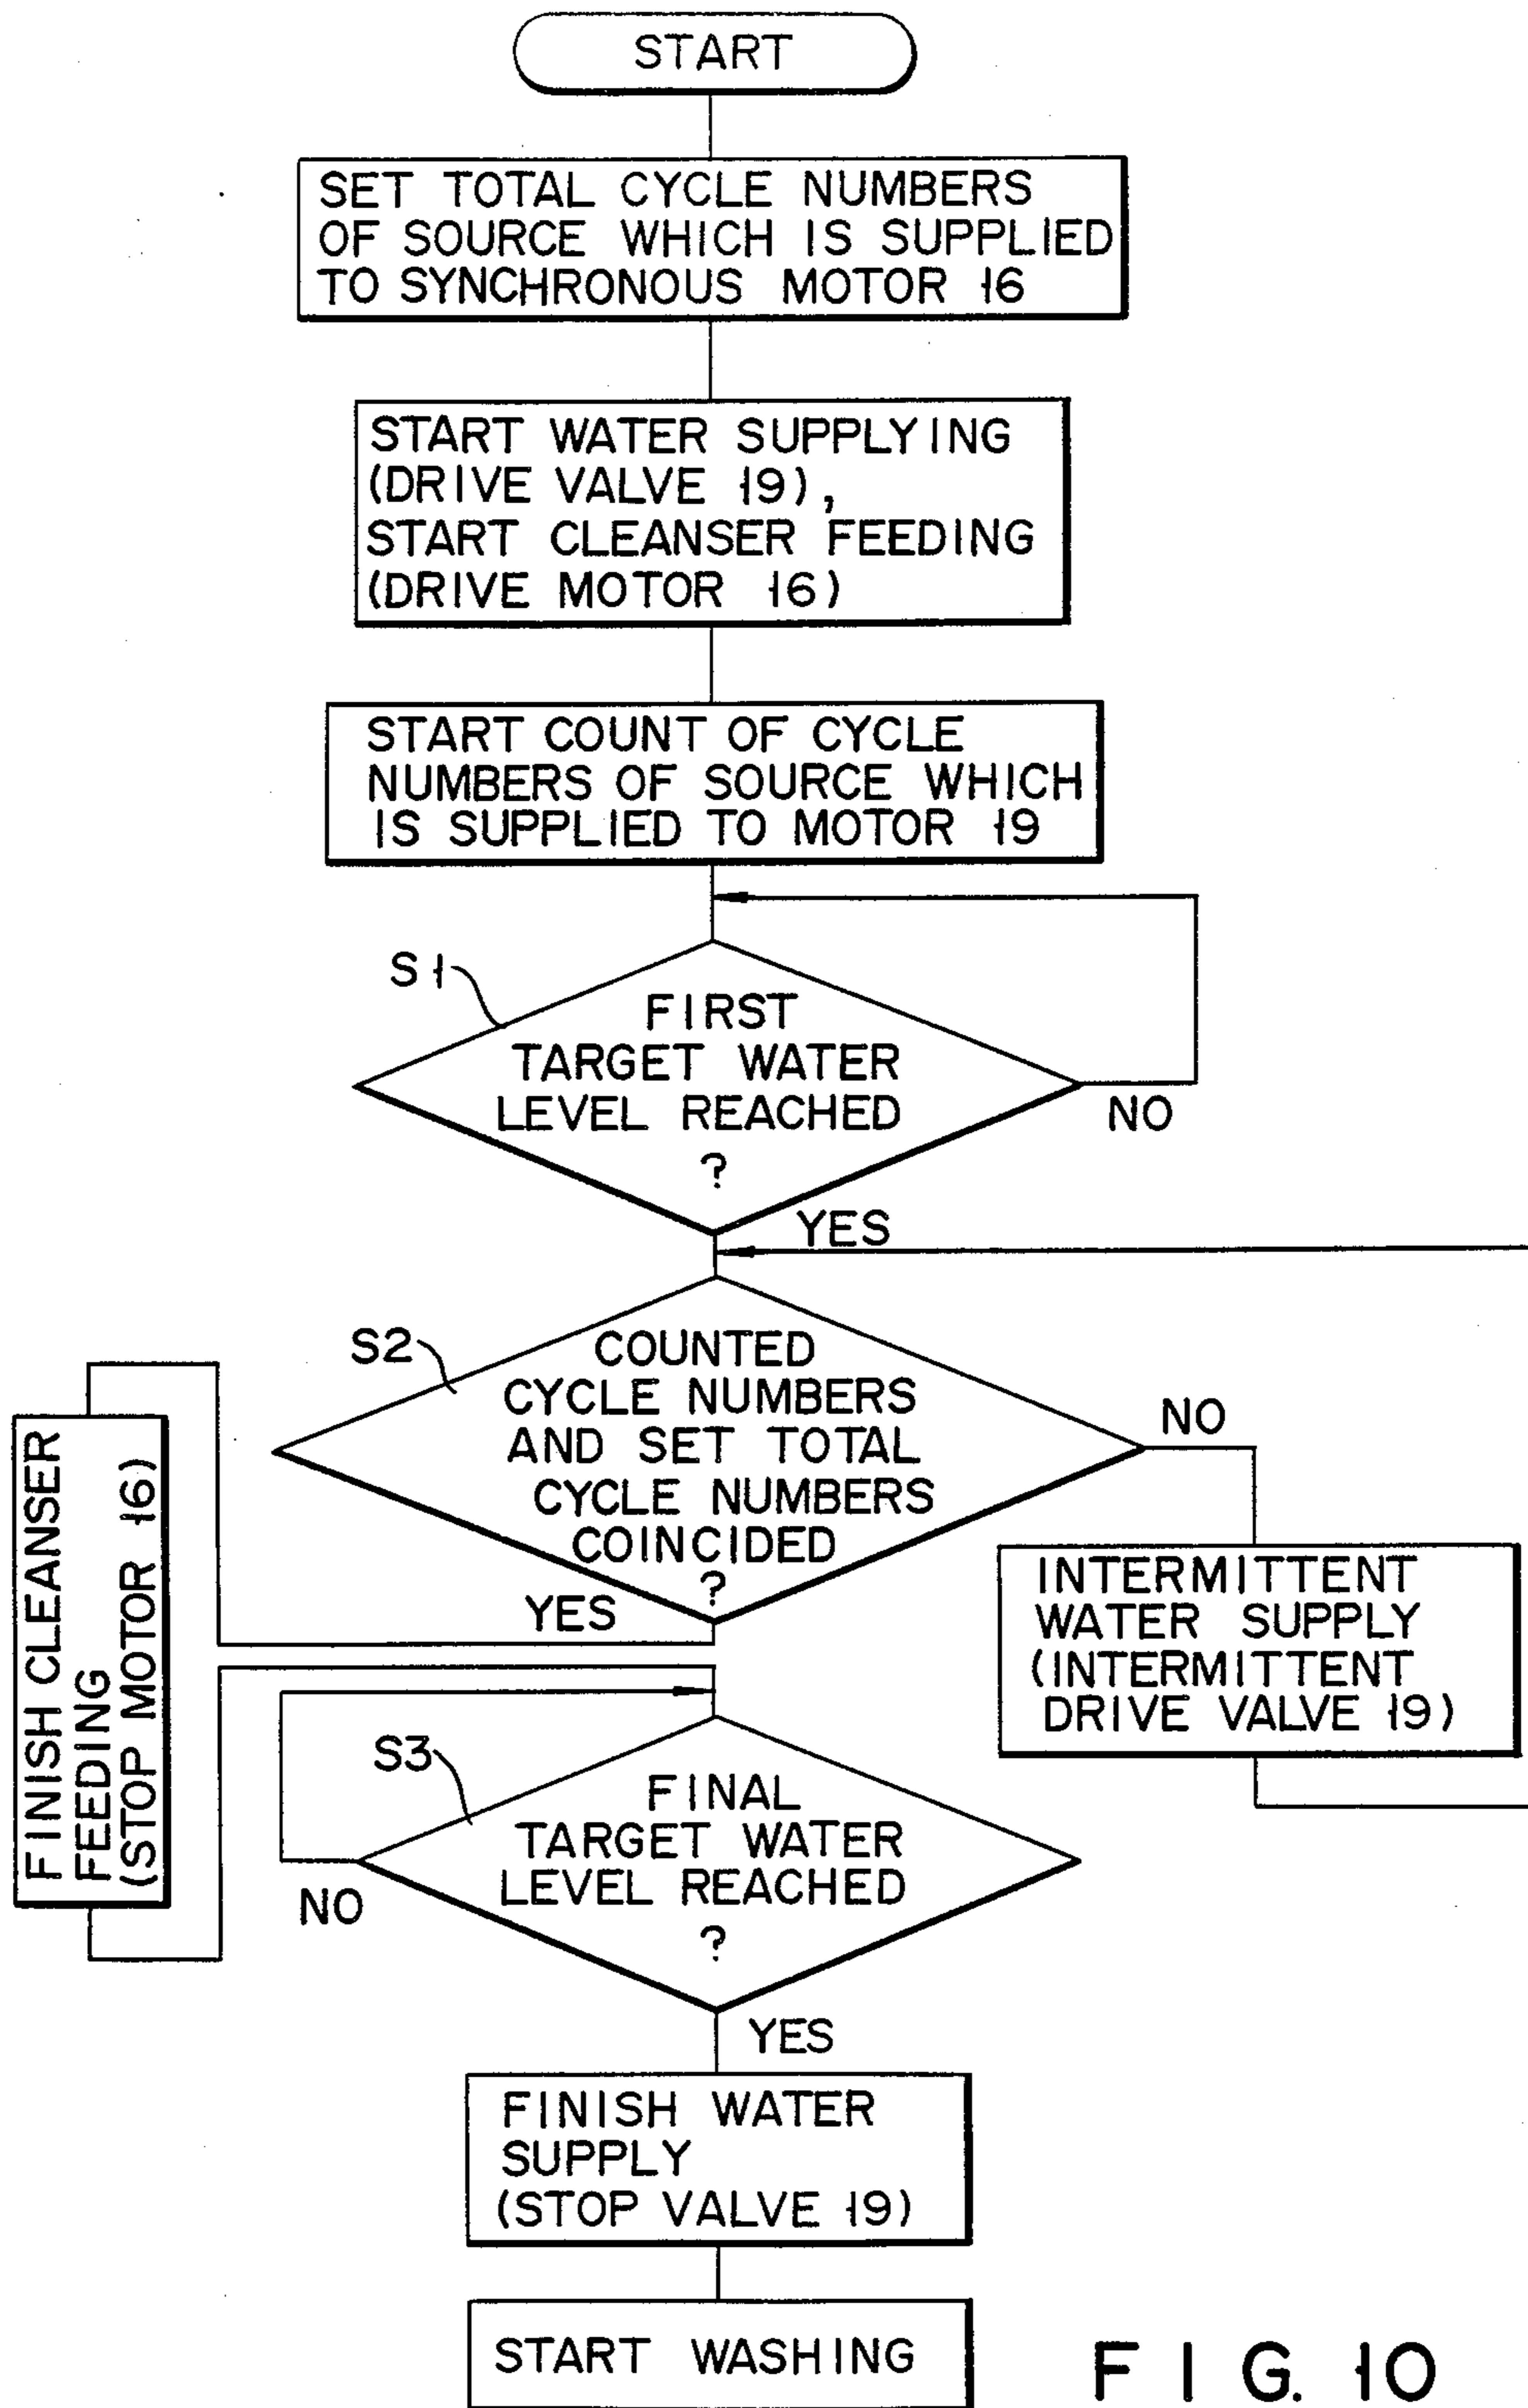 START
SET TOTAL CYCLE NUMBERS
OF SOURCE WHICH IS SUPPLIED
TO SYNCHRONOUS MOTOR 16
START WATER SUPPLYING
(DRIVE VALVE 19),
START CLEANSER FEEDING
(DRIVE MOTOR 16)
START COUNT OF CYCLE
NUMBERS OF SOURCE WHICH
IS SUPPLIED TO MOTOR 19
S1
FIRST
TARGET WATER
LEVEL REACHED
?
NO
YES
S2
COUNTED
CYCLE NUMBERS
AND SET TOTAL
CYCLE NUMBERS
COINCIDED
?
NO
YES
INTERMITTENT
WATER SUPPLY
(INTERMITTENT
DRIVE VALVE 19)
FINISH CLEANSER
FEEDING
(STOP MOTOR 16)
S3
FINAL
TARGET WATER
LEVEL REACHED
?
NO
YES
FINISH WATER
SUPPLY
(STOP VALVE 19)
START WASHING
FIG. 10